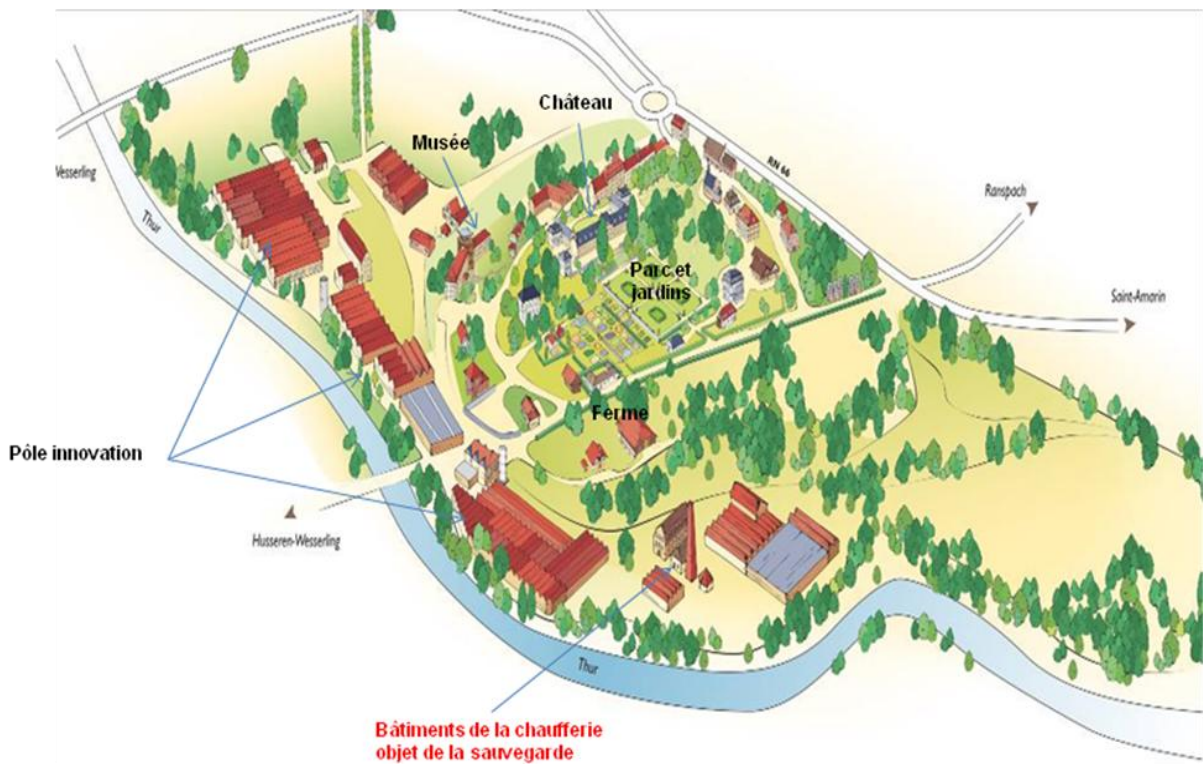 Château
Musée
RN 66
Ranspach
Vesserling
Thur
Parc et
jardins
Saint-Amarin
Ferme
Pôle innovation
Husseren-Wesserling
Thur
Bâtiments de la chaufferie
objet de la sauvegarde